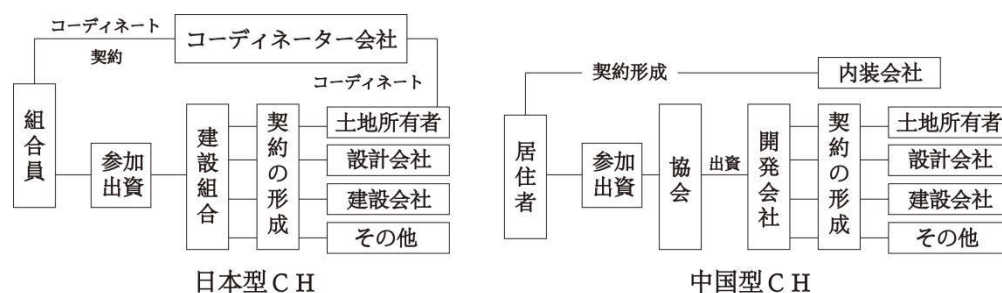 コーディネート
契約
コーディネーター会社
コーディネート
組合員
参加
出資
建設組合
契約の形成
土地所有者
設計会社
建設会社
その他
日本型CH
契約形成
内装会社
居住者
参加
出資
協会
出資
開発会社
契約の形成
土地所有者
設計会社
建設会社
その他
中国型CH